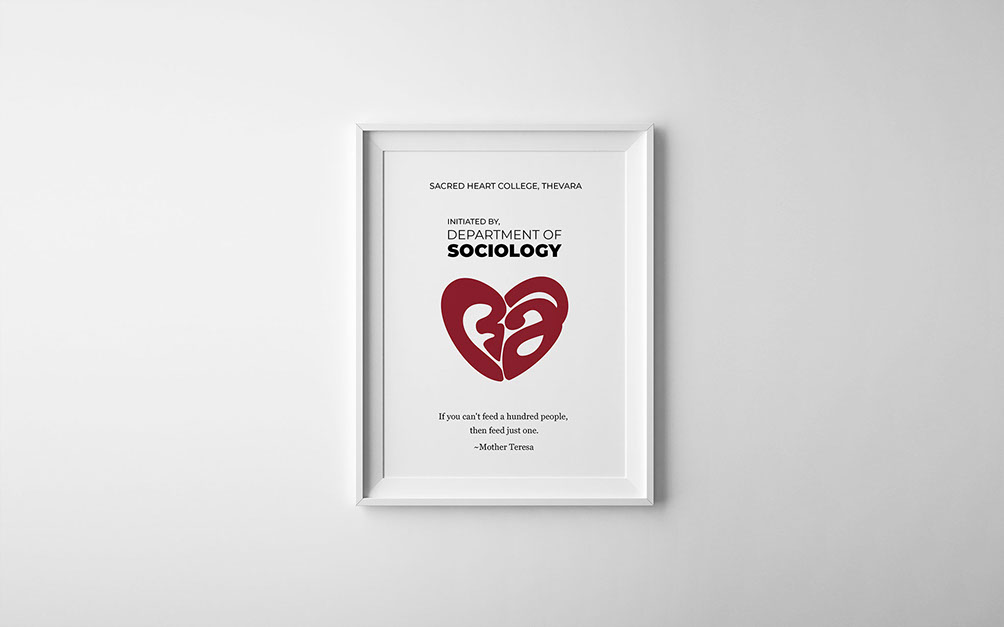 SACRED HEART COLLEGE, THEVARA
INITIATED BY,
DEPARTMENT OF
SOCIOLOGY
If you can't feed a hundred people,
then feed just one.
~Mother Teresa